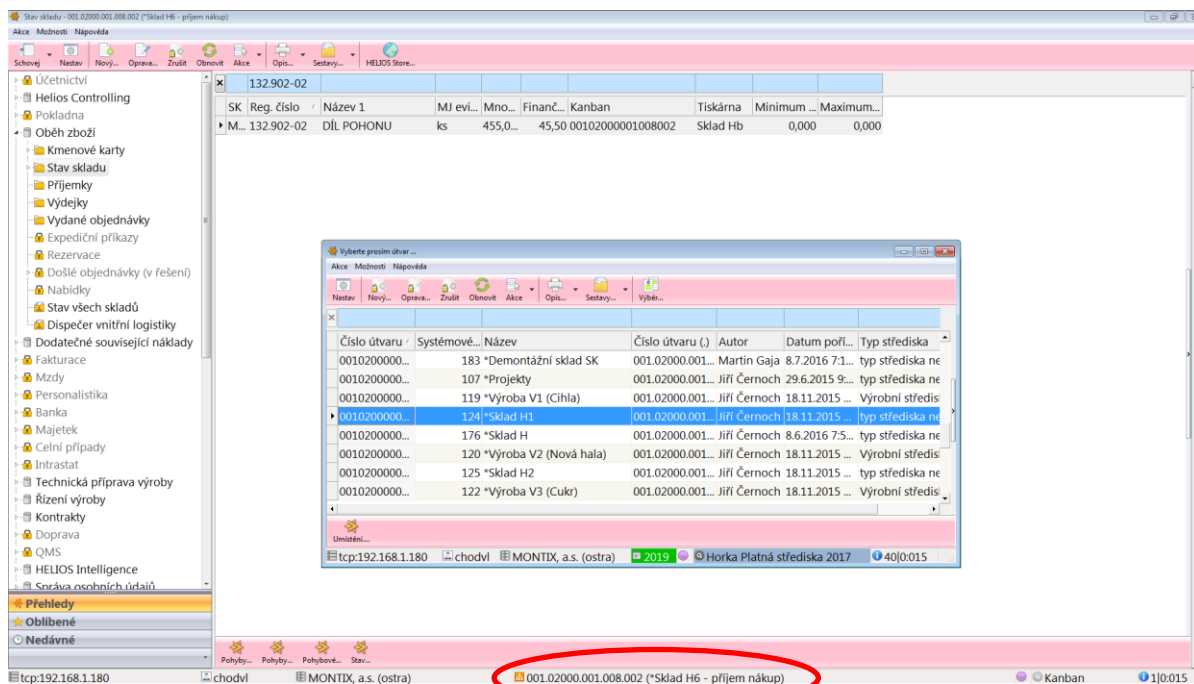 Stav skladu - 001.02000.001.008.002 (*Sklad H6 - příjem nákup)
Akce Možnosti Nápověda
Schovej Nastav Nový... Oprava... Zrušit Obnovit Akce Opis... Sestavy... HELIOS Store...
Účetnictví
Helios Controlling
Pokladna
Oběh zboží
Kmenové karty
Stav skladu
Příjemky
Výdejky
Vydané objednávky
Expediční příkazy
Rezervace
Došlé objednávky (v řešení)
Nabídky
Stav všech skladů
Dispečer vnitřní logistiky
Dodatečné související náklady
Fakturace
Mzdy
Personalistika
Banka
Majetek
Celní případy
Intrastat
Technická příprava výroby
Řízení výroby
Kontrakty
Doprava
QMS
HELIOS Intelligence
Správa osobních údajů
Přehledy
Oblíbené
Nedávné
132.902-02
SK Reg. číslo Název 1 MJ evi... Mno... Finanč... Kanban Tiskárna Minimum ... Maximum...
M... 132.902-02 DÍL POHONU ks 455,0... 45,50 00102000001008002 Sklad Hb 0,000 0,000
Vyberte prosím útvar ...
Akce Možnosti Nápověda
Nastav Nový... Oprava... Zrušit Obnovit Akce Opis... Sestavy... Výběr...
Číslo útvaru Systémové... Název Číslo útvaru (.) Autor Datum poří... Typ střediska
0010200000... 183 *Demontážní sklad SK 001.02000.001... Martin Gaja 8.7.2016 7:1... typ střediska ne
0010200000... 107 *Projekty 001.02000.001... Jiří Černoch 29.6.2015 9:... typ střediska ne
0010200000... 119 *Výroba V1 (Cihla) 001.02000.001... Jiří Černoch 18.11.2015 ... Výrobní středis
0010200000... 124 *Sklad H1 001.02000.001... Jiří Černoch 18.11.2015 ... typ střediska ne
0010200000... 176 *Sklad H 001.02000.001... Jiří Černoch 8.6.2016 7:5... typ střediska ne
0010200000... 120 *Výroba V2 (Nová hala) 001.02000.001... Jiří Černoch 18.11.2015 ... Výrobní středis
0010200000... 125 *Sklad H2 001.02000.001... Jiří Černoch 18.11.2015 ... typ střediska ne
0010200000... 122 *Výroba V3 (Cukr) 001.02000.001... Jiří Černoch 18.11.2015 ... Výrobní středis
Umístění...
tcp:192.168.1.180 chodvl MONTIX, a.s. (ostra) 2019 Horka Platná střediska 2017 40|0:015
Pohyby... Pohyby... Pohybové... Stav...
tcp:192.168.1.180 chodvl MONTIX, a.s. (ostra) 001.02000.001.008.002 (*Sklad H6 - příjem nákup) Kanban 1|0:015